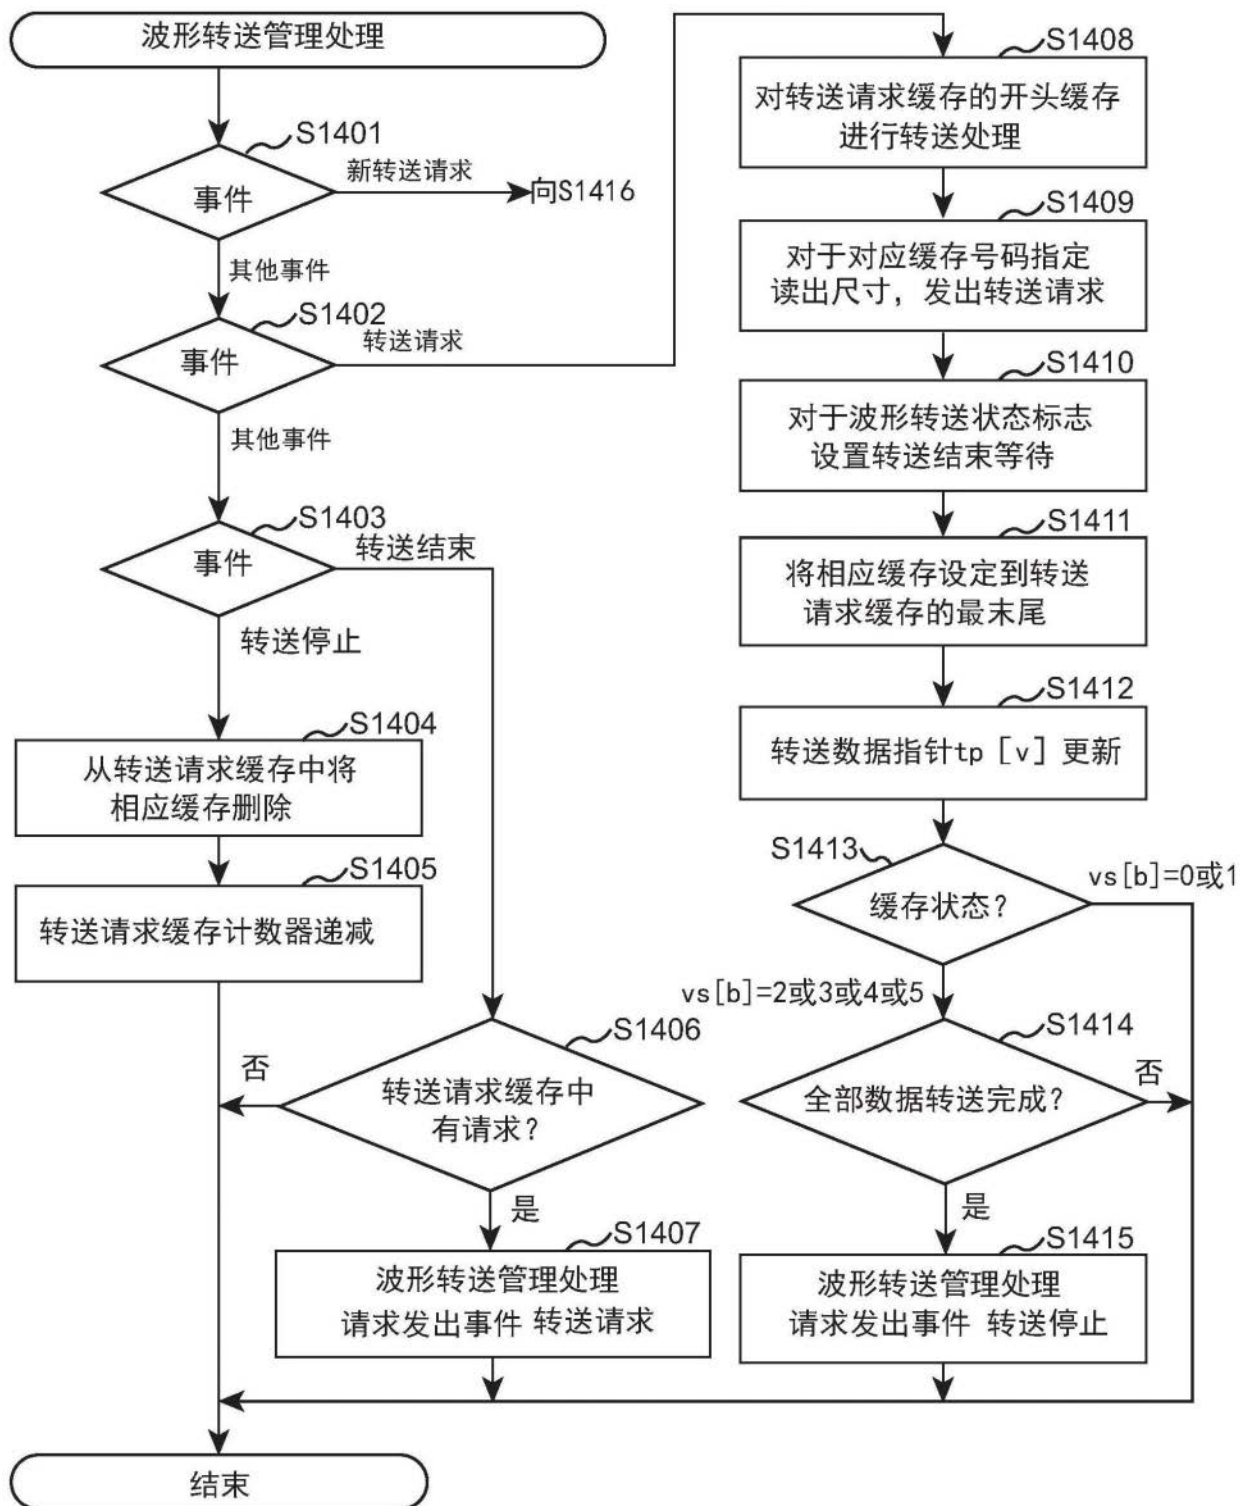 波形转送管理处理
S1401
事件
新转送请求
向S1416
其他事件
S1402
事件
转送请求
其他事件
S1403
事件
转送结束
转送停止
S1404
从转送请求缓存中将
相应缓存删除
S1405
转送请求缓存计数器递减
S1406
转送请求缓存中
有请求？
否
是
S1407
波形转送管理处理
请求发出事件 转送请求
S1408
对转送请求缓存的开头缓存
进行转送处理
S1409
对于对应缓存号码指定
读出尺寸，发出转送请求
S1410
对于波形转送状态标志
设置转送结束等待
S1411
将相应缓存设定到转送
请求缓存的最末尾
S1412
转送数据指针tp［v］更新
S1413
缓存状态？
vs[b]=0或1
vs[b]=2或3或4或5
S1414
全部数据转送完成？
否
是
S1415
波形转送管理处理
请求发出事件 转送停止
结束